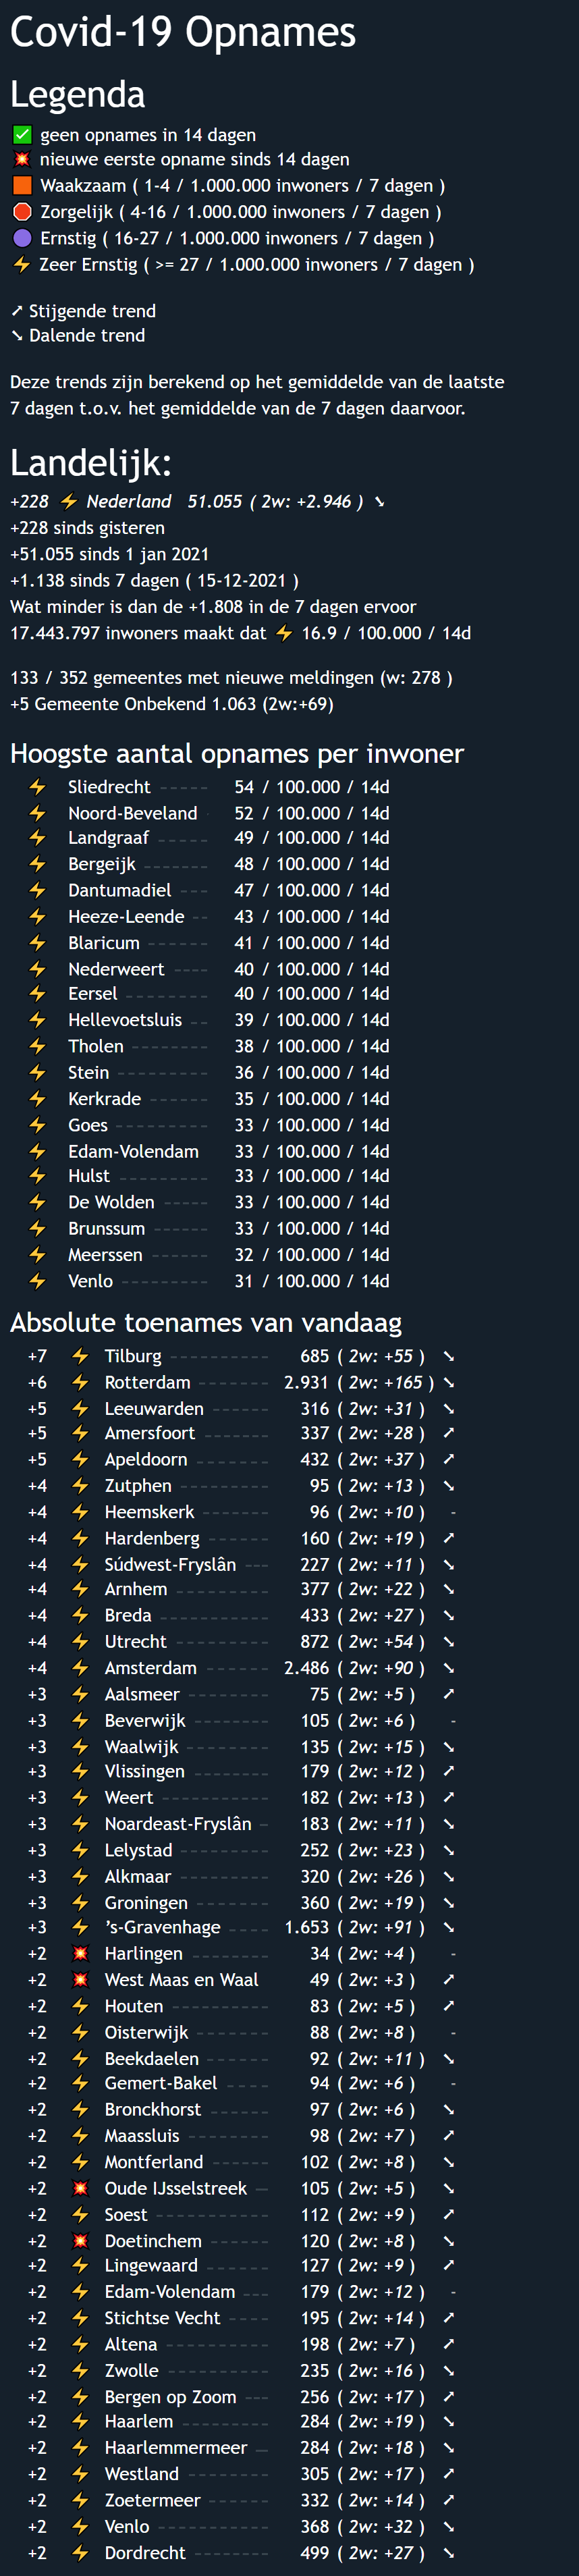 Covid-19 Opnames
Legenda
✅ geen opnames in 14 dagen
💥 nieuwe eerste opname sinds 14 dagen
🟧 Waakzaam ( 1-4 / 1.000.000 inwoners / 7 dagen )
🛑 Zorgelijk ( 4-16 / 1.000.000 inwoners / 7 dagen )
🟣 Ernstig ( 16-27 / 1.000.000 inwoners / 7 dagen )
⚡ Zeer Ernstig ( >= 27 / 1.000.000 inwoners / 7 dagen )
➚ Stijgende trend
➘ Dalende trend
Deze trends zijn berekend op het gemiddelde van de laatste
7 dagen t.o.v. het gemiddelde van de 7 dagen daarvoor.
Landelijk:
+228 ⚡ Nederland 51.055 ( 2w: +2.946 ) ➘
+228 sinds gisteren
+51.055 sinds 1 jan 2021
+1.138 sinds 7 dagen ( 15-12-2021 )
Wat minder is dan de +1.808 in de 7 dagen ervoor
17.443.797 inwoners maakt dat ⚡ 16.9 / 100.000 / 14d
133 / 352 gemeentes met nieuwe meldingen (w: 278 )
+5 Gemeente Onbekend 1.063 (2w:+69)
Hoogste aantal opnames per inwoner
⚡ Sliedrecht ----- 54 / 100.000 / 14d
⚡ Noord-Beveland - 52 / 100.000 / 14d
⚡ Landgraaf ------ 49 / 100.000 / 14d
⚡ Bergeijk ------- 48 / 100.000 / 14d
⚡ Dantumadiel --- 47 / 100.000 / 14d
⚡ Heeze-Leende -- 43 / 100.000 / 14d
⚡ Blaricum ------ 41 / 100.000 / 14d
⚡ Nederweert ---- 40 / 100.000 / 14d
⚡ Eersel --------- 40 / 100.000 / 14d
⚡ Hellevoetsluis -- 39 / 100.000 / 14d
⚡ Tholen -------- 38 / 100.000 / 14d
⚡ Stein ---------- 36 / 100.000 / 14d
⚡ Kerkrade ------ 35 / 100.000 / 14d
⚡ Goes ---------- 33 / 100.000 / 14d
⚡ Edam-Volendam 33 / 100.000 / 14d
⚡ Hulst ---------- 33 / 100.000 / 14d
⚡ De Wolden ----- 33 / 100.000 / 14d
⚡ Brunssum ------ 33 / 100.000 / 14d
⚡ Meerssen ------ 32 / 100.000 / 14d
⚡ Venlo --------- 31 / 100.000 / 14d
Absolute toenames van vandaag
+7 ⚡ Tilburg ----------- 685 ( 2w: +55 ) ➘
+6 ⚡ Rotterdam -------- 2.931 ( 2w: +165 ) ➘
+5 ⚡ Leeuwarden ------- 316 ( 2w: +31 ) ➘
+5 ⚡ Amersfoort ------- 337 ( 2w: +28 ) ➚
+5 ⚡ Apeldoorn -------- 432 ( 2w: +37 ) ➚
+4 ⚡ Zutphen ---------- 95 ( 2w: +13 ) ➘
+4 ⚡ Heemskerk -------- 96 ( 2w: +10 ) -
+4 ⚡ Hardenberg ------- 160 ( 2w: +19 ) ➚
+4 ⚡ Súdwest-Fryslân --- 227 ( 2w: +11 ) ➘
+4 ⚡ Arnhem ---------- 377 ( 2w: +22 ) ➘
+4 ⚡ Breda ------------ 433 ( 2w: +27 ) ➘
+4 ⚡ Utrecht ----------- 872 ( 2w: +54 ) ➘
+4 ⚡ Amsterdam ------- 2.486 ( 2w: +90 ) ➘
+3 ⚡ Aalsmeer --------- 75 ( 2w: +5 ) ➚
+3 ⚡ Beverwijk -------- 105 ( 2w: +6 ) -
+3 ⚡ Waalwijk --------- 135 ( 2w: +15 ) ➘
+3 ⚡ Vlissingen -------- 179 ( 2w: +12 ) ➚
+3 ⚡ Weert ----------- 182 ( 2w: +13 ) ➚
+3 ⚡ Noardeast-Fryslân - 183 ( 2w: +11 ) ➘
+3 ⚡ Lelystad ---------- 252 ( 2w: +23 ) ➘
+3 ⚡ Alkmaar ---------- 320 ( 2w: +26 ) ➘
+3 ⚡ Groningen -------- 360 ( 2w: +19 ) ➘
+3 ⚡ ’s-Gravenhage ---- 1.653 ( 2w: +91 ) ➘
+2 💥 Harlingen -------- 34 ( 2w: +4 ) -
+2 💥 West Maas en Waal 49 ( 2w: +3 ) ➚
+2 ⚡ Houten ---------- 83 ( 2w: +5 ) ➚
+2 ⚡ Oisterwijk -------- 88 ( 2w: +8 ) -
+2 ⚡ Beekdaelen ------- 92 ( 2w: +11 ) ➘
+2 ⚡ Gemert-Bakel ---- 94 ( 2w: +6 ) -
+2 ⚡ Bronckhorst ------ 97 ( 2w: +6 ) ➘
+2 ⚡ Maassluis --------- 98 ( 2w: +7 ) ➚
+2 ⚡ Montferland ------ 102 ( 2w: +8 ) ➘
+2 💥 Oude IJsselstreek -- 105 ( 2w: +5 ) ➘
+2 ⚡ Soest ------------ 112 ( 2w: +9 ) ➚
+2 💥 Doetinchem ------ 120 ( 2w: +8 ) ➘
+2 ⚡ Lingewaard ------- 127 ( 2w: +9 ) ➚
+2 ⚡ Edam-Volendam --- 179 ( 2w: +12 ) -
+2 ⚡ Stichtse Vecht ---- 195 ( 2w: +14 ) ➚
+2 ⚡ Altena ----------- 198 ( 2w: +7 ) ➚
+2 ⚡ Zwolle ----------- 235 ( 2w: +16 ) ➘
+2 ⚡ Bergen op Zoom --- 256 ( 2w: +17 ) ➚
+2 ⚡ Haarlem ---------- 284 ( 2w: +19 ) ➘
+2 ⚡ Haarlemmermeer -- 284 ( 2w: +18 ) ➘
+2 ⚡ Westland --------- 305 ( 2w: +17 ) ➚
+2 ⚡ Zoetermeer ------- 332 ( 2w: +14 ) ➚
+2 ⚡ Venlo ------------ 368 ( 2w: +32 ) ➘
+2 ⚡ Dordrecht -------- 499 ( 2w: +27 ) ➘